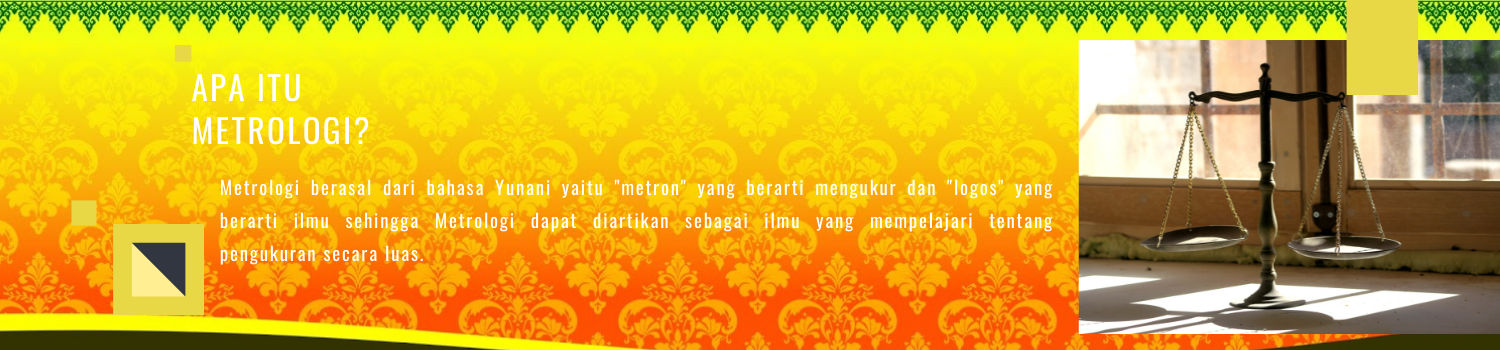 APA ITU
METROLOGI?
Metrologi berasal dari bahasa Yunani yaitu "metron" yang berarti mengukur dan "logos" yang
berarti ilmu sehingga Metrologi dapat diartikan sebagai ilmu yang mempelajari tentang
pengukuran secara luas.